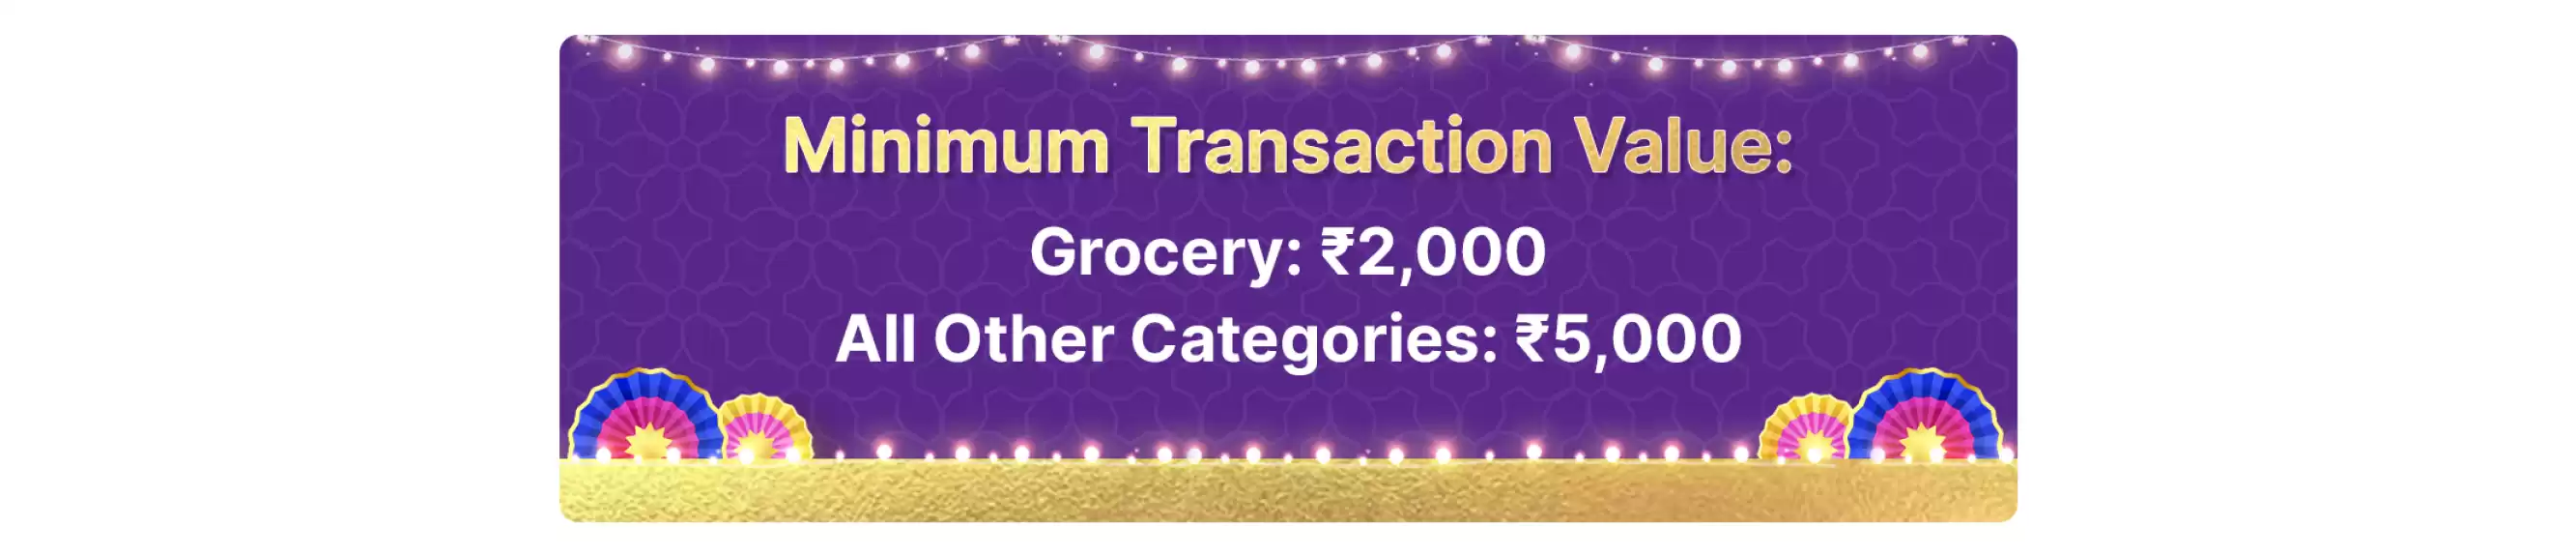 Minimum Transaction Value:
Grocery: ₹2,000
All Other Categories: ₹5,000